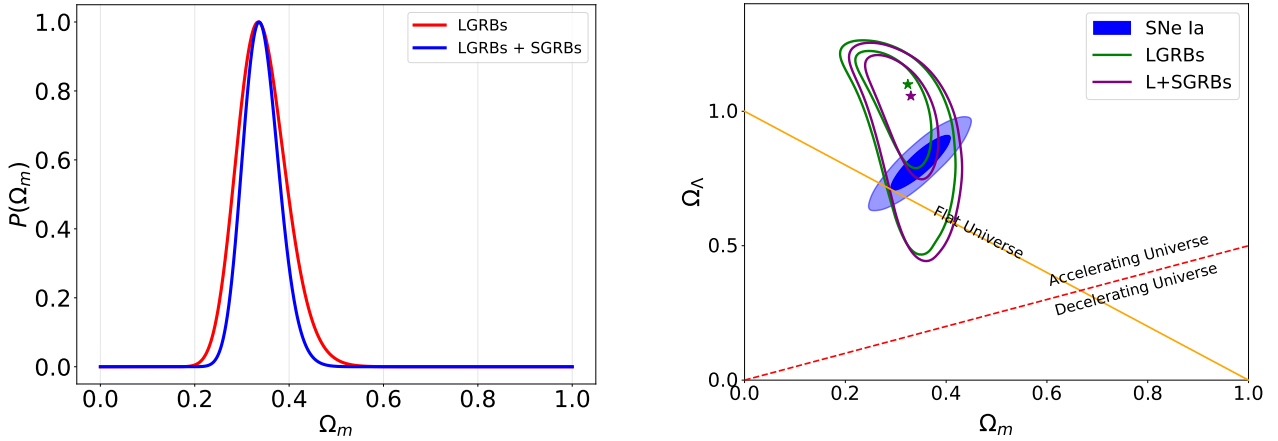 1.0
0.8
0.6
0.4
0.2
0.0
P(Ωₘ)
0.0 0.2 0.4 0.6 0.8 1.0
Ωₘ
LGRBs
LGRBs + SGRBs
1.0
0.5
0.0
Ω_Λ
0.0 0.2 0.4 0.6 0.8 1.0
Ωₘ
SNe Ia
LGRBs
L+SGRBs
Flat Universe
Accelerating Universe
Decelerating Universe